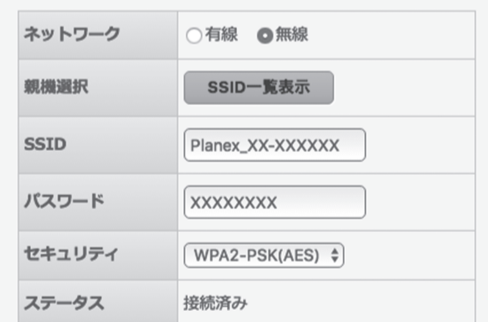 ネットワーク 有線 無線
親機選択 SSID一覧表示
SSID Planex_XX-XXXXXX
パスワード XXXXXXXX
セキュリティ WPA2-PSK(AES)
ステータス 接続済み